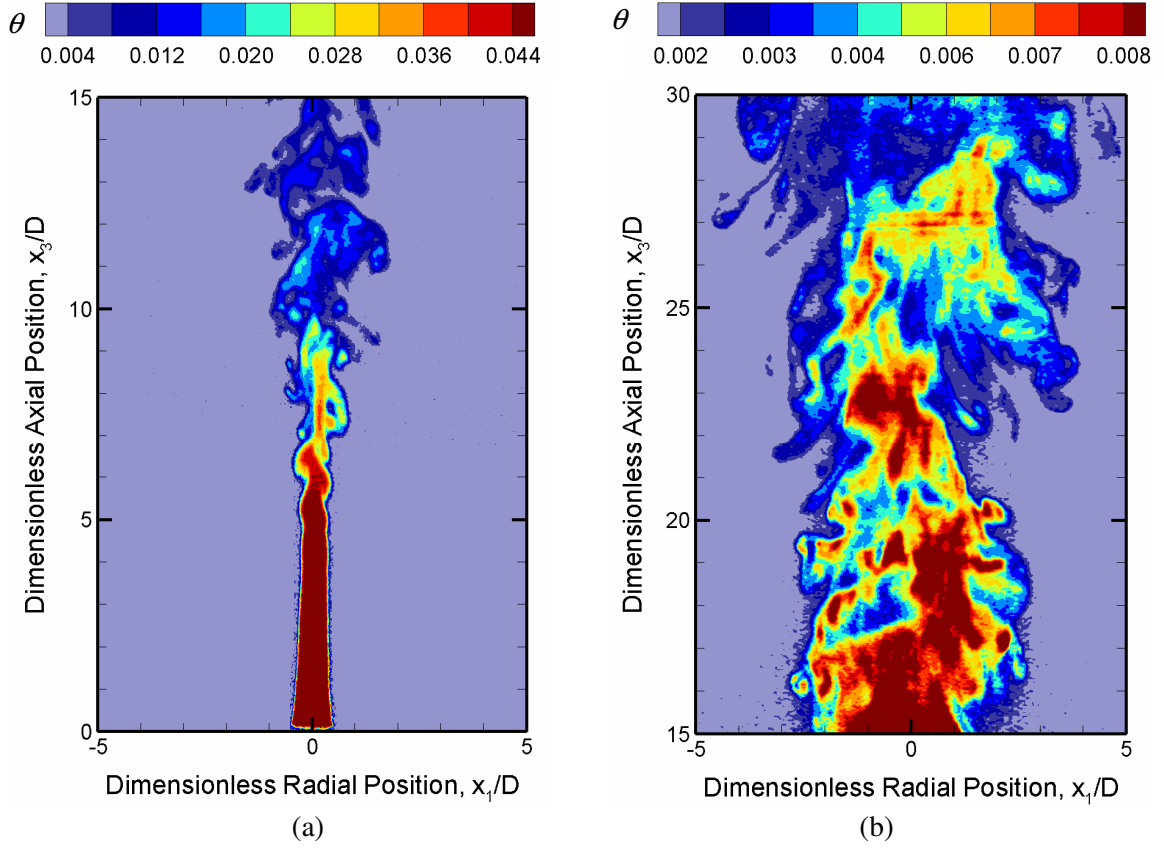 θ
0.004 0.012 0.020 0.028 0.036 0.044
15
10
5
0
-5 0 5
Dimensionless Axial Position, x₃/D
Dimensionless Radial Position, x₁/D
(a)
θ
0.002 0.003 0.004 0.006 0.007 0.008
30
25
20
15
-5 0 5
Dimensionless Axial Position, x₃/D
Dimensionless Radial Position, x₁/D
(b)